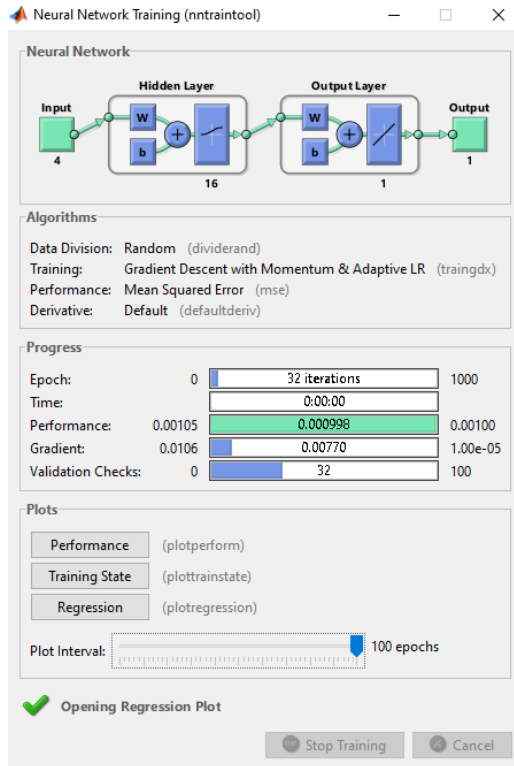 Neural Network Training (nntraintool)
Neural Network
Hidden Layer Output Layer
Input Output
W W
b b
4 1
16 1
Algorithms
Data Division: Random (dividerand)
Training: Gradient Descent with Momentum & Adaptive LR (traingdx)
Performance: Mean Squared Error (mse)
Derivative: Default (defaultderiv)
Progress
Epoch: 0 32 iterations 1000
Time: 0:00:00
Performance: 0.00105 0.000998 0.00100
Gradient: 0.0106 0.00770 1.00e-05
Validation Checks: 0 32 100
Plots
Performance (plotperform)
Training State (plottrainstate)
Regression (plotregression)
Plot Interval: 100 epochs
Opening Regression Plot
Stop Training Cancel